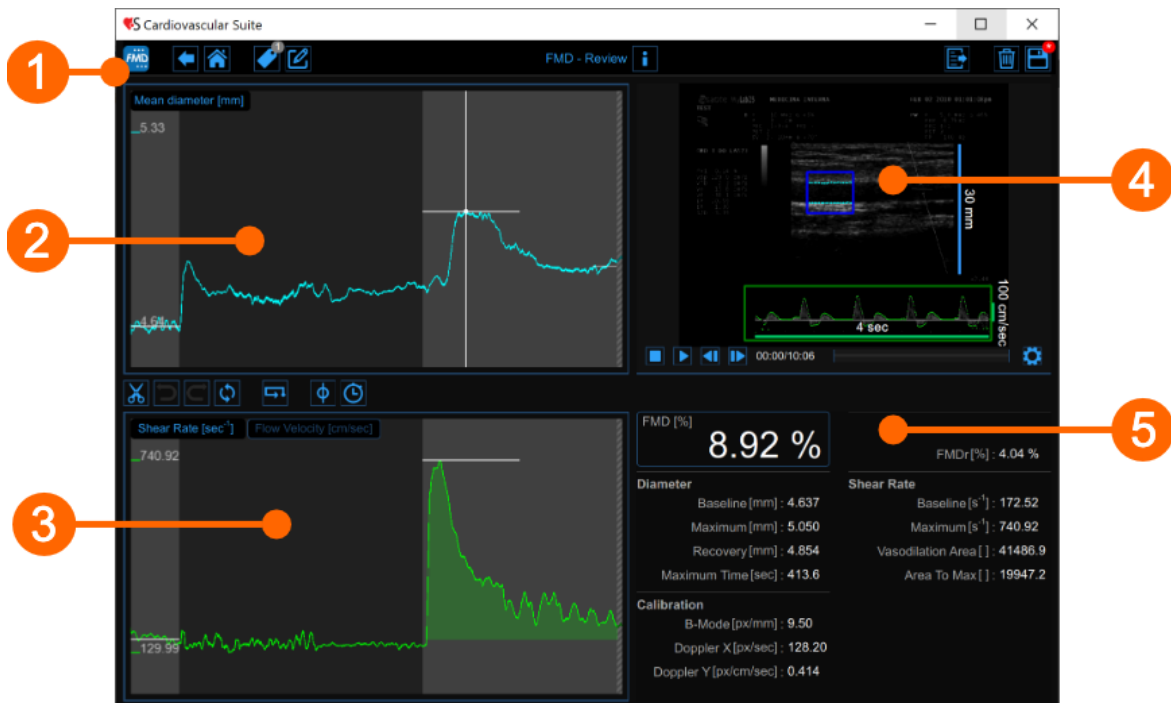 S Cardiovascular Suite
FMD
1
FMD - Review
i
1
Mean diameter [mm]
5.33
4.64
2
MEDICINA INTERNA
4
30 mm
100 cm/sec
4 sec
00:00/10:06
Shear Rate [sec⁻¹] Flow Velocity [cm/sec]
740.92
129.99
3
FMD [%]
8.92 %
FMDr[%] : 4.04 %
5
Diameter
Baseline[mm] : 4.637
Maximum[mm] : 5.050
Recovery[mm] : 4.854
Maximum Time[sec] : 413.6
Shear Rate
Baseline[s⁻¹] : 172.52
Maximum[s⁻¹] : 740.92
Vasodilation Area[ ] : 41486.9
Area To Max[ ] : 19947.2
Calibration
B-Mode[px/mm] : 9.50
Doppler X[px/sec] : 128.20
Doppler Y[px/cm/sec] : 0.414